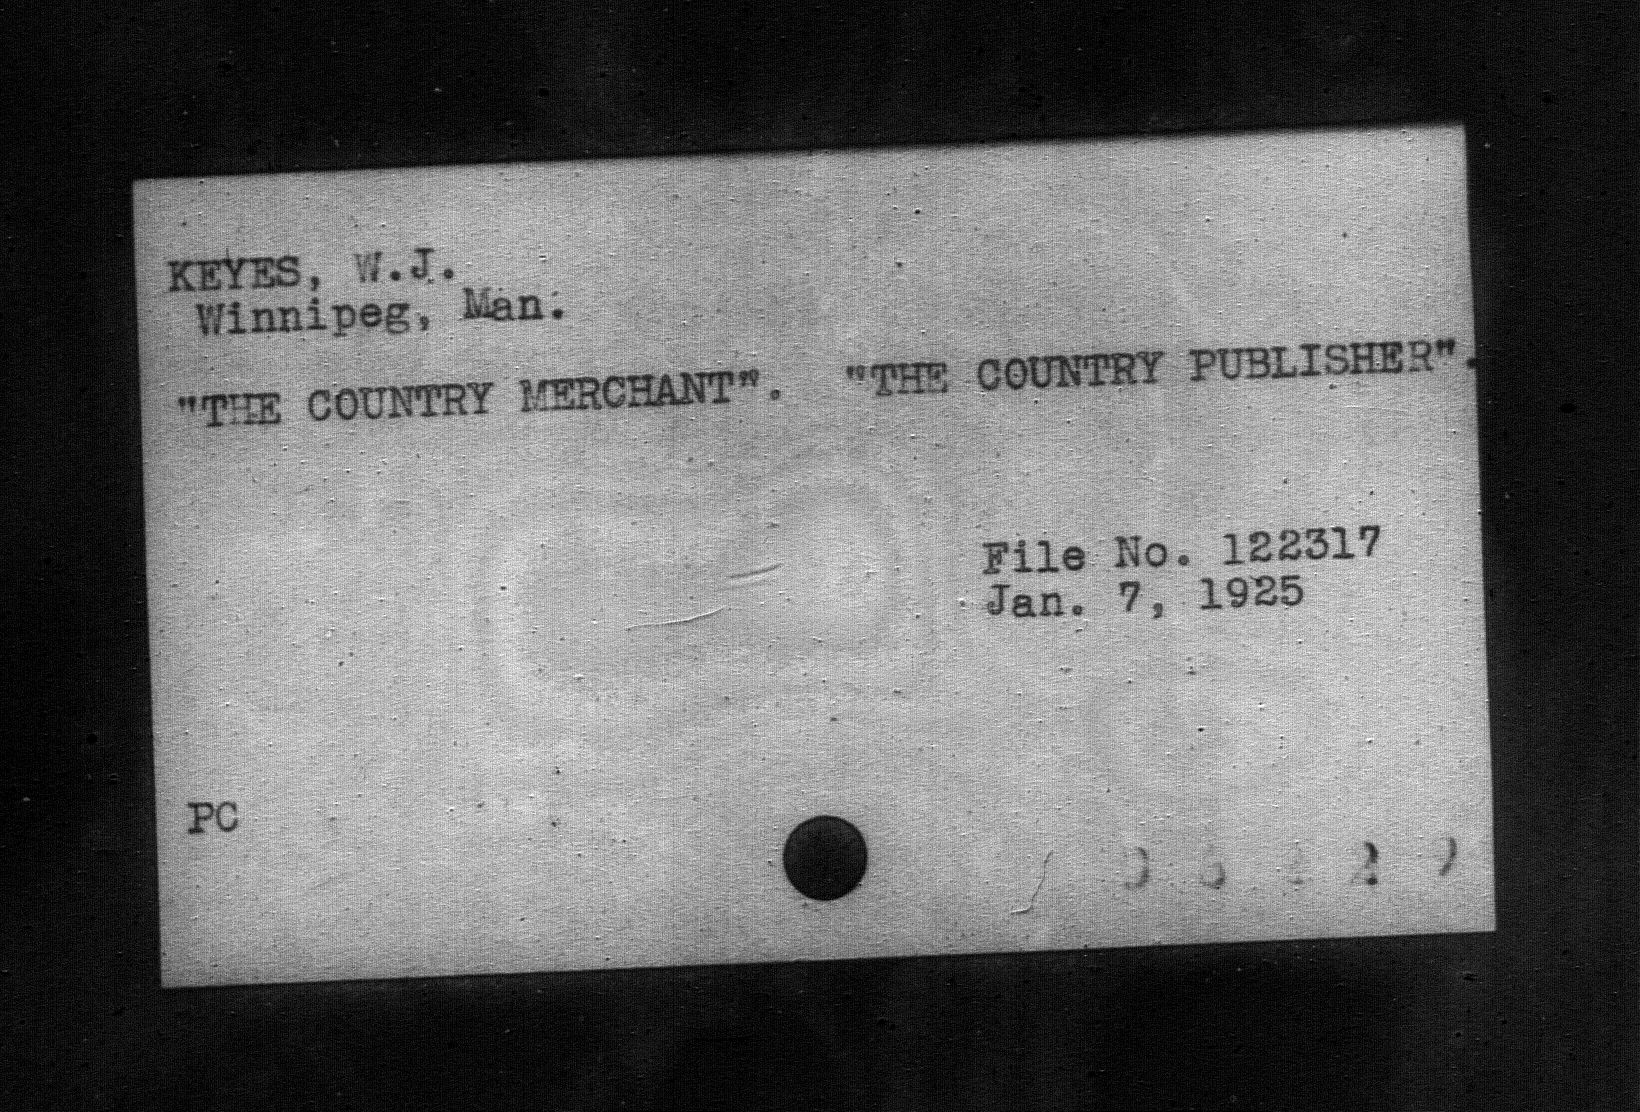 KEYES, W.J.
Winnipeg, Man.
"THE COUNTRY MERCHANT". "THE COUNTRY PUBLISHER".
File No. 122317
Jan. 7, 1925
PC